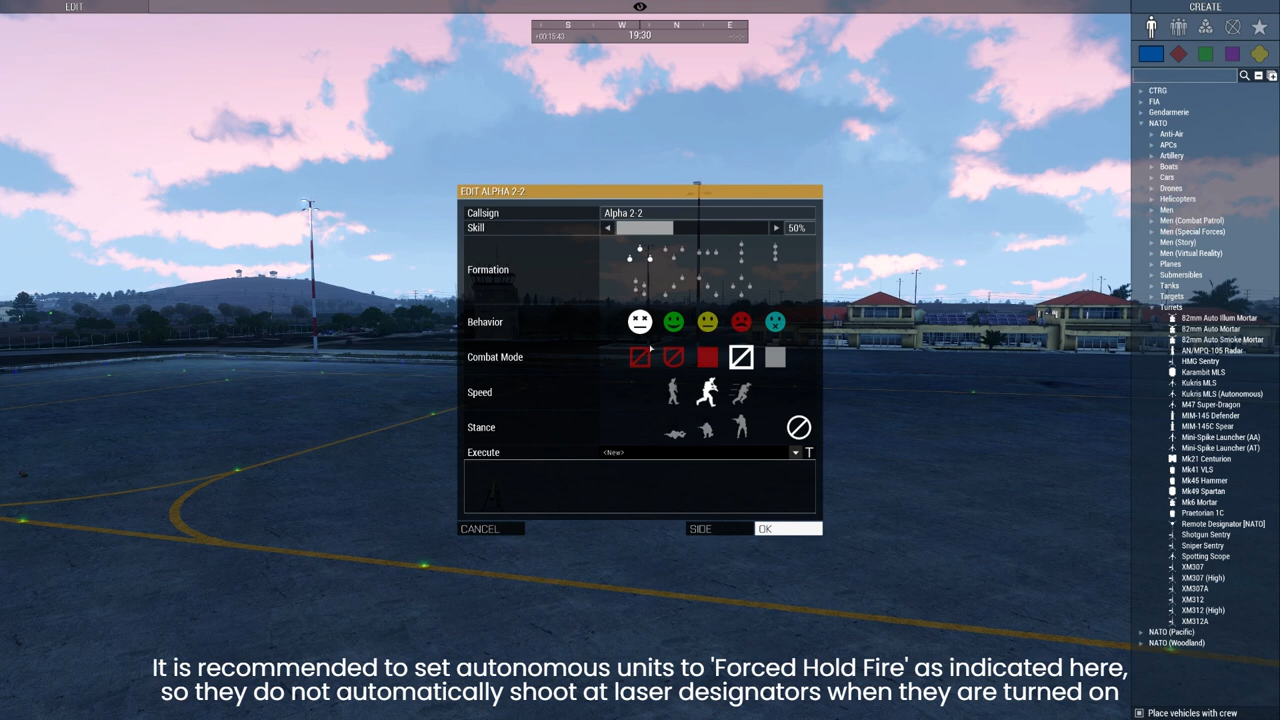 EDIT
S W N E
+00:15:43 19:30 --:--
CREATE
EDIT ALPHA 2-2
Callsign Alpha 2-2
Skill 50%
Formation
Behavior
Combat Mode
Speed
Stance
Execute <New> T
CANCEL SIDE OK
CTRG
FIA
Gendarmerie
NATO
Anti-Air
APCs
Artillery
Boats
Cars
Drones
Helicopters
Men
Men (Combat Patrol)
Men (Special Forces)
Men (Story)
Men (Virtual Reality)
Planes
Submersibles
Tanks
Targets
Turrets
82mm Auto Illum Mortar
82mm Auto Mortar
82mm Auto Smoke Mortar
AN/MPQ-105 Radar
HMG Sentry
Karambit MLS
Kukris MLS
Kukris MLS (Autonomous)
M47 Super-Dragon
MIM-145 Defender
MIM-145C Spear
Mini-Spike Launcher (AA)
Mini-Spike Launcher (AT)
Mk21 Centurion
Mk41 VLS
Mk45 Hammer
Mk49 Spartan
Mk6 Mortar
Praetorian 1C
Remote Designator [NATO]
Shotgun Sentry
Sniper Sentry
Spotting Scope
XM307
XM307 (High)
XM307A
XM312
XM312 (High)
XM312A
NATO (Pacific)
NATO (Woodland)
Place vehicles with crew
It is recommended to set autonomous units to 'Forced Hold Fire' as indicated here,
so they do not automatically shoot at laser designators when they are turned on